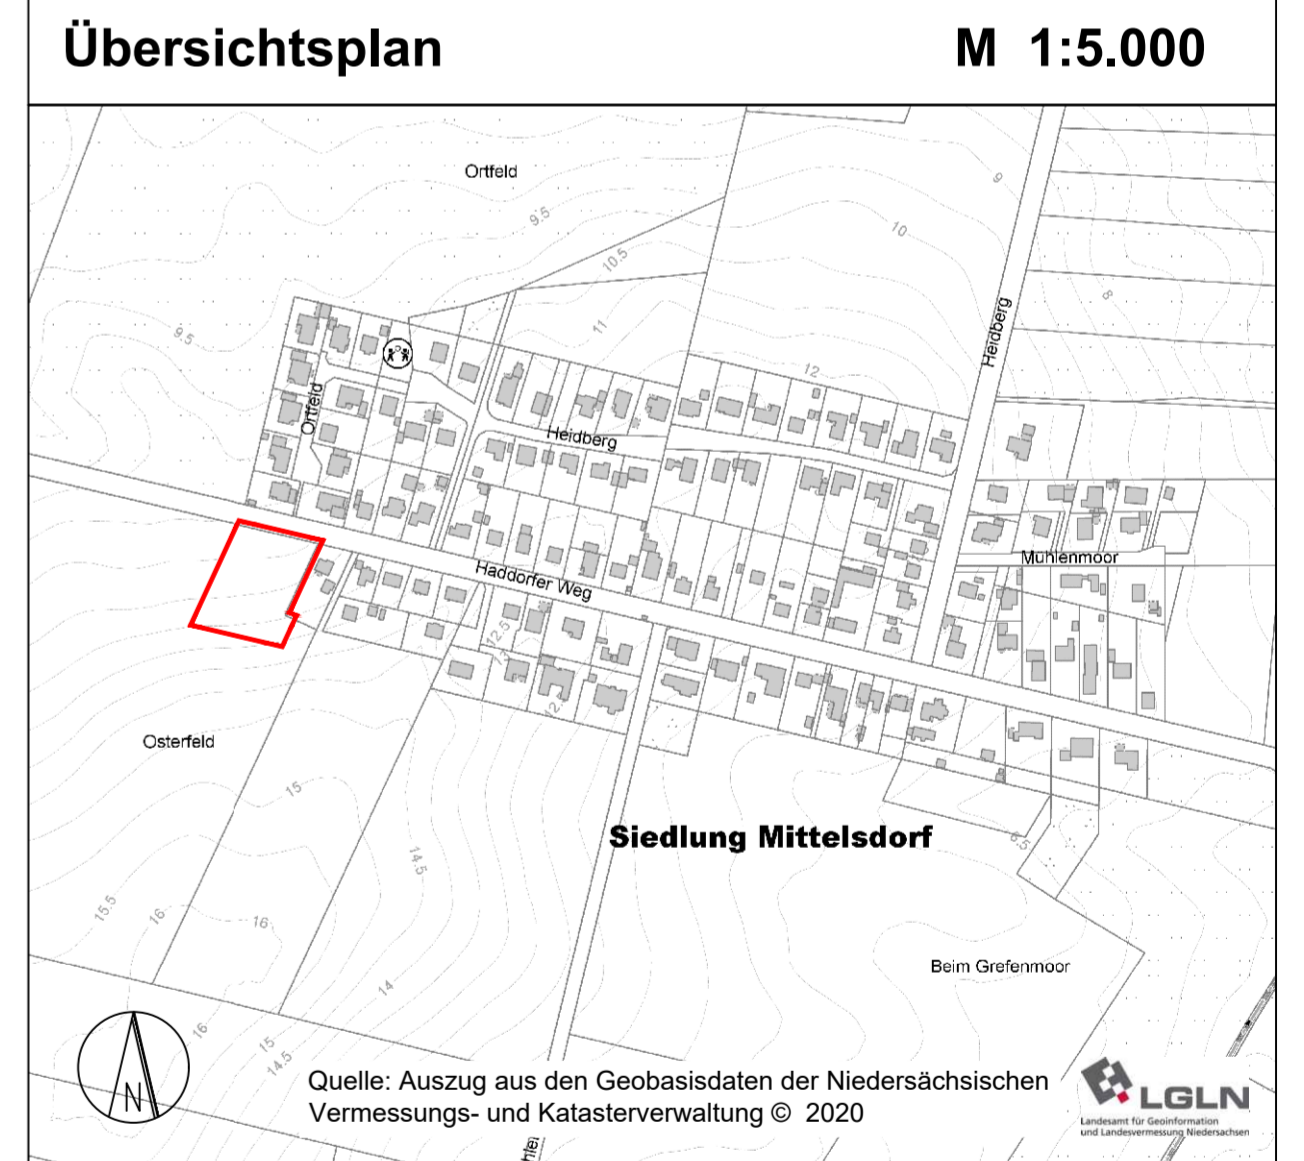 Übersichtsplan M 1:5.000
Ortfeld
9
9.5
10
10.5
8
Heidberg
11
9.5
12
Ortfeld
Heidberg
Mühlenmoor
Haddorfer Weg
12.5
12.
Osterfeld
15
Siedlung Mittelsdorf
14.5
15.5
16
16
Beim Grefenmoor
14
16
15
14.5
N
Quelle: Auszug aus den Geobasisdaten der Niedersächsischen
Vermessungs- und Katasterverwaltung © 2020
LGLN
Landesamt für Geoinformation
und Landesvermessung Niedersachsen